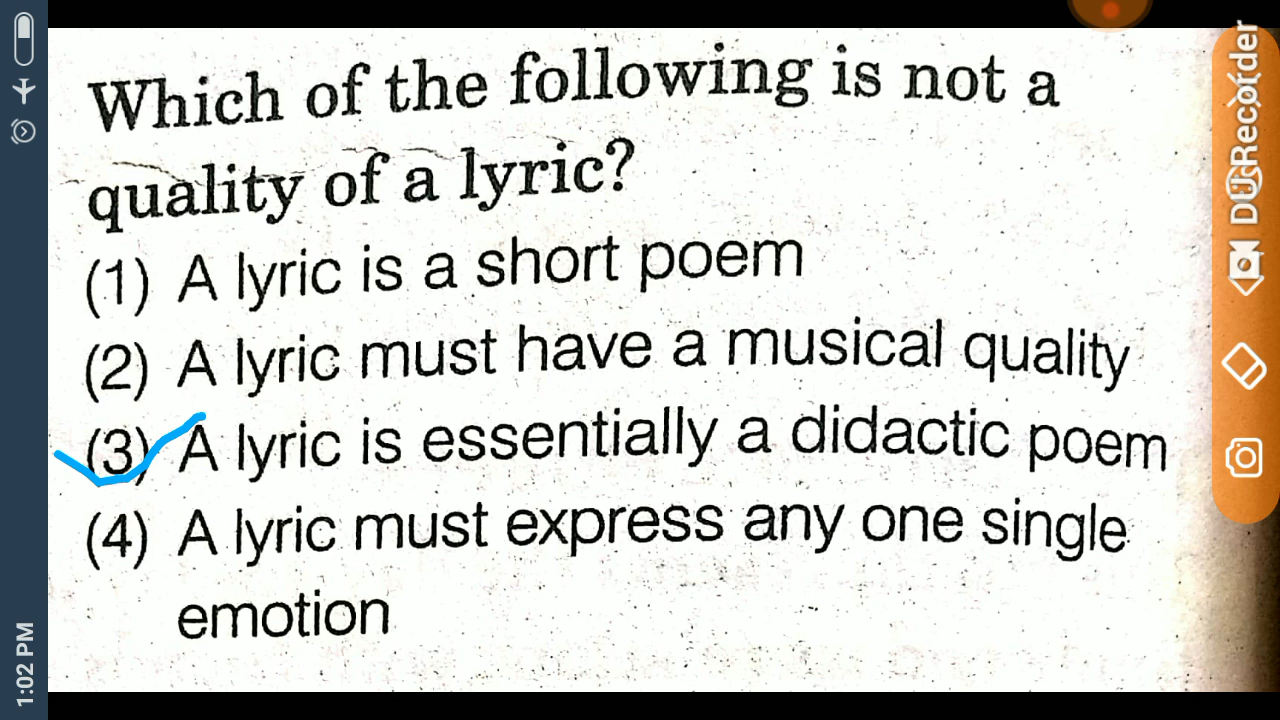 Which of the following is not a
quality of a lyric?
(1) A lyric is a short poem
(2) A lyric must have a musical quality
(3) A lyric is essentially a didactic poem
(4) A lyric must express any one single
emotion
1:02 PM
DU Recorder